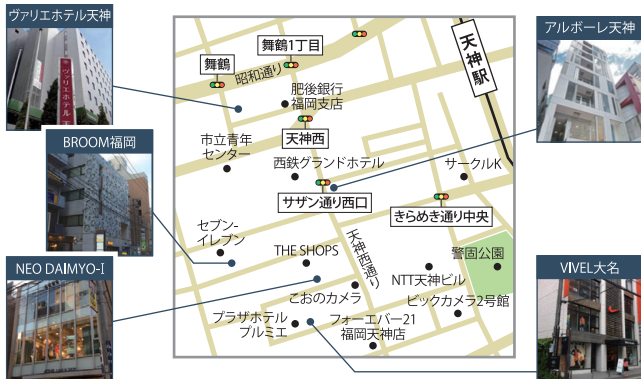 ヴァリエホテル天神
ヴァリエホテル天
BROOM福岡
NEO DAIMYO-I
アルボーレ天神
VIVEL大名
舞鶴
舞鶴1丁目
昭和通り
天神駅
肥後銀行
福岡支店
天神西
市立青年
センター
西鉄グランドホテル
サークルK
サザン通り西口
きらめき通り中央
セブン-
イレブン
THE SHOPS
天神西通り
警固公園
NTT天神ビル
こおのカメラ
ビックカメラ2号館
プラザホテル
プルミエ
フォーエバー21
福岡天神店